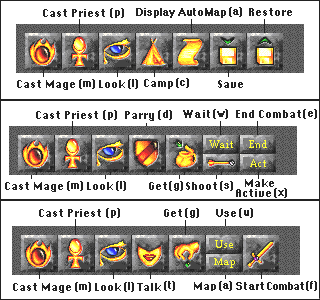 Cast Priest (p) Display AutoMap (a) Restore
Cast Mage (m) Look (l) Camp (c) Save
Cast Priest (p) Parry (d) Wait (w) End Combat (e)
Wait End
Act
Cast Mage (m) Look (l) Get (g) Shoot (s) Make
Active (x)
Cast Priest (p) Get (g) Use (u)
Use
Map
Cast Mage (m) Look (l) Talk (t) Map (a) Start Combat (f)